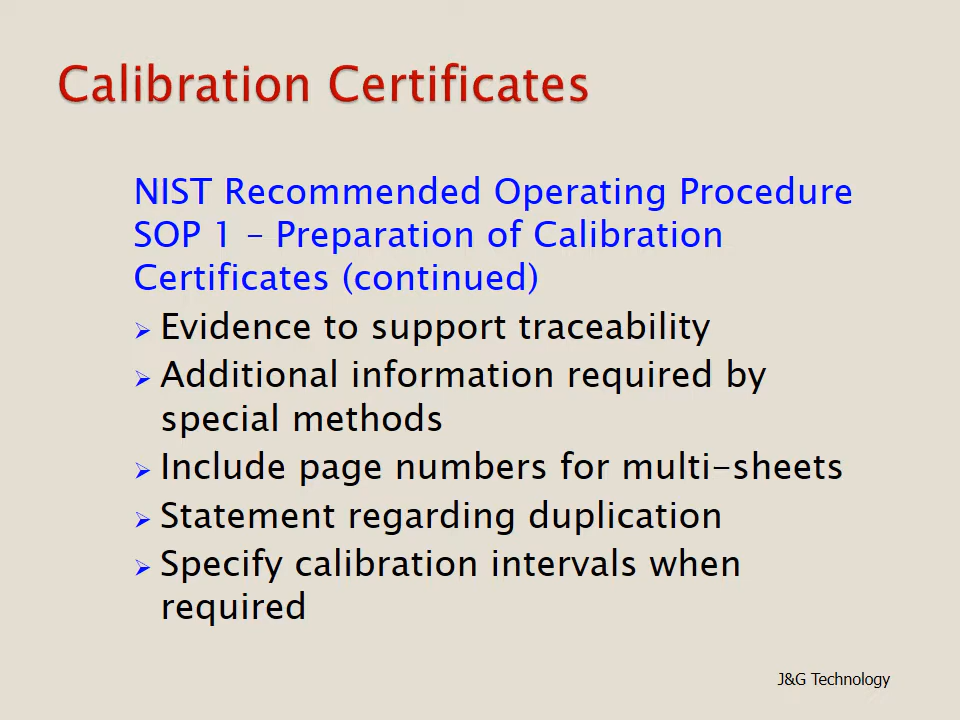 Calibration Certificates
NIST Recommended Operating Procedure
SOP 1 – Preparation of Calibration
Certificates (continued)
➢ Evidence to support traceability
➢ Additional information required by
special methods
➢ Include page numbers for multi-sheets
➢ Statement regarding duplication
➢ Specify calibration intervals when
required
J&G Technology